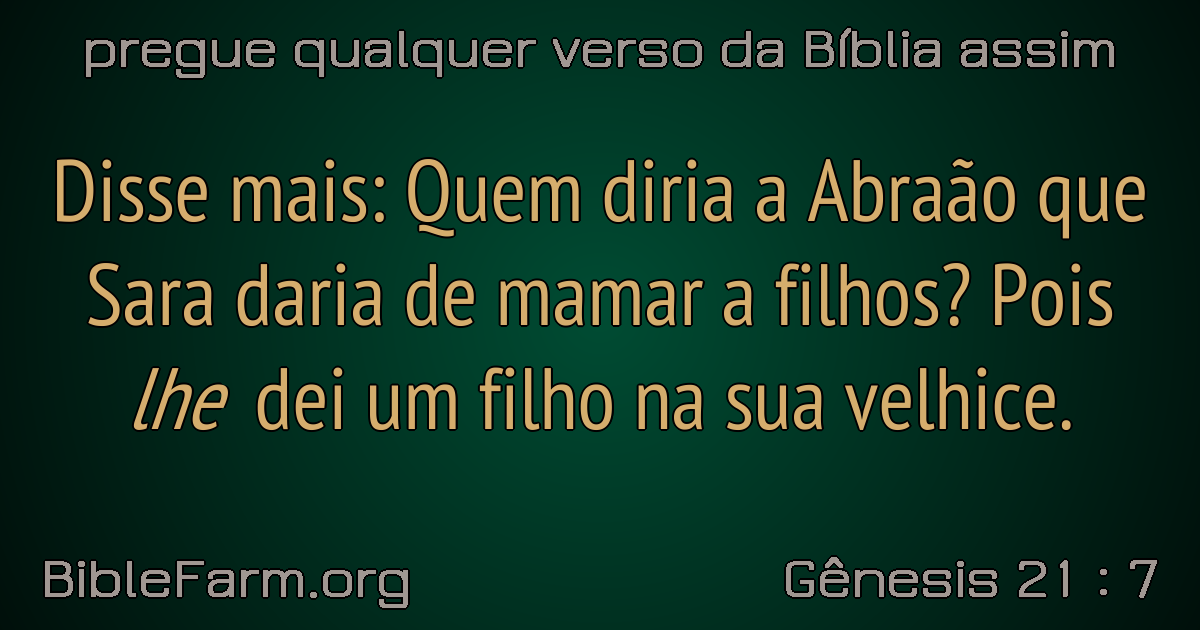 pregue qualquer verso da Bíblia assim
Disse mais: Quem diria a Abraão que
Sara daria de mamar a filhos? Pois
lhe dei um filho na sua velhice.
BibleFarm.org
Gênesis 21 : 7